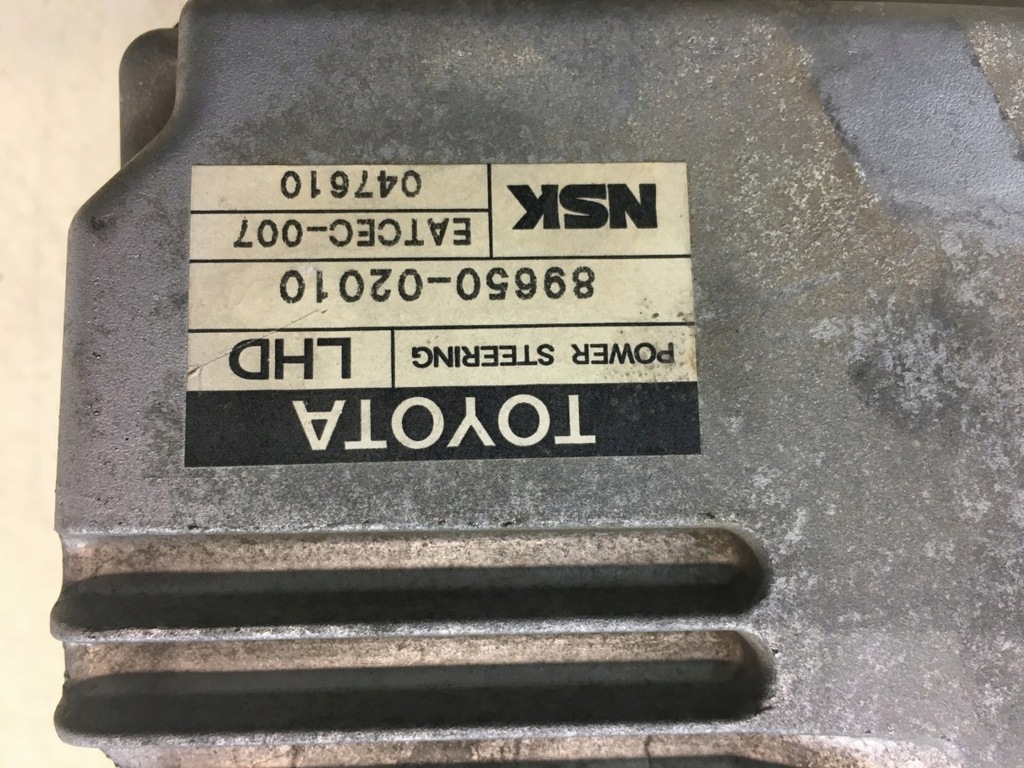 TOYOTA
POWER STEERING LHD
89650-02010
NSK
EATCEC-007
047610